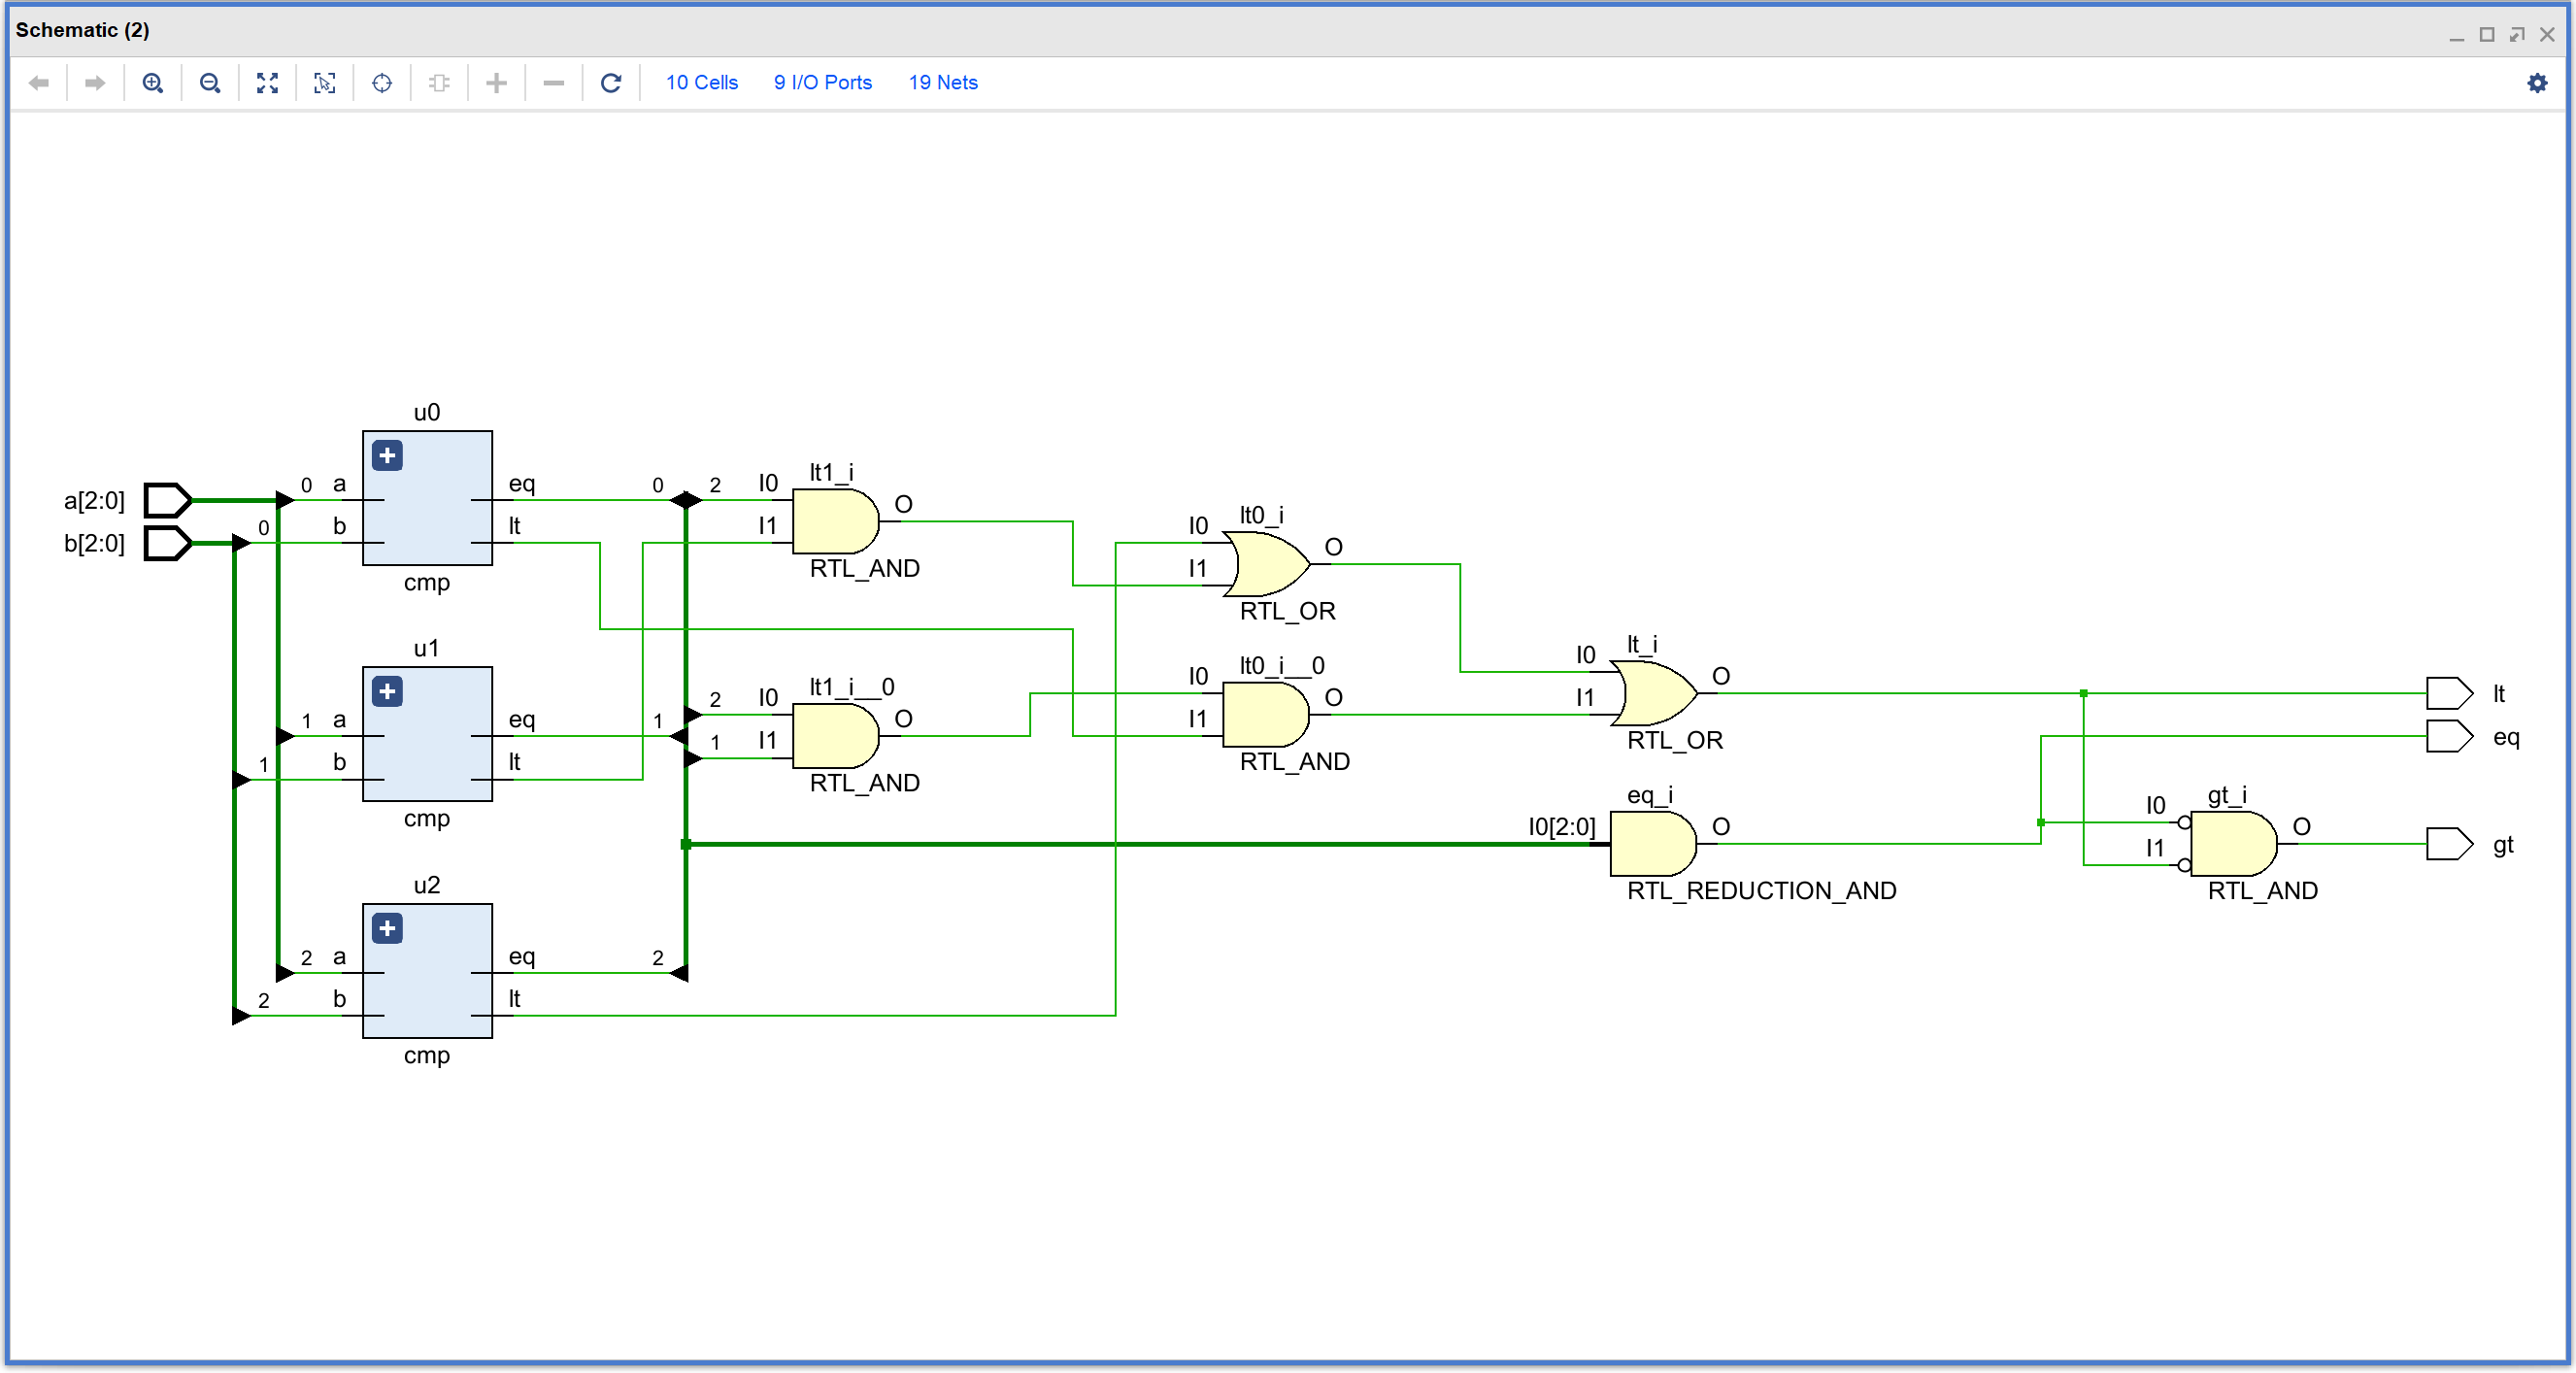 Schematic (2)
10 Cells 9 I/O Ports 19 Nets
u0
a[2:0] 0 a eq 0 2 I0 lt1_i O
b[2:0] 0 b lt I1 RTL_AND
cmp
I0 lt0_i O
I1 RTL_OR
u1
1 a eq 1
1 b lt
cmp
2 I0 lt1_i__0 O
1 I1 RTL_AND
I0 lt0_i__0 O
I1 RTL_AND
I0 lt_i O
I1 RTL_OR
lt
eq
I0[2:0] eq_i O
RTL_REDUCTION_AND
I0 gt_i O
I1 RTL_AND
gt
u2
2 a eq 2
2 b lt
cmp